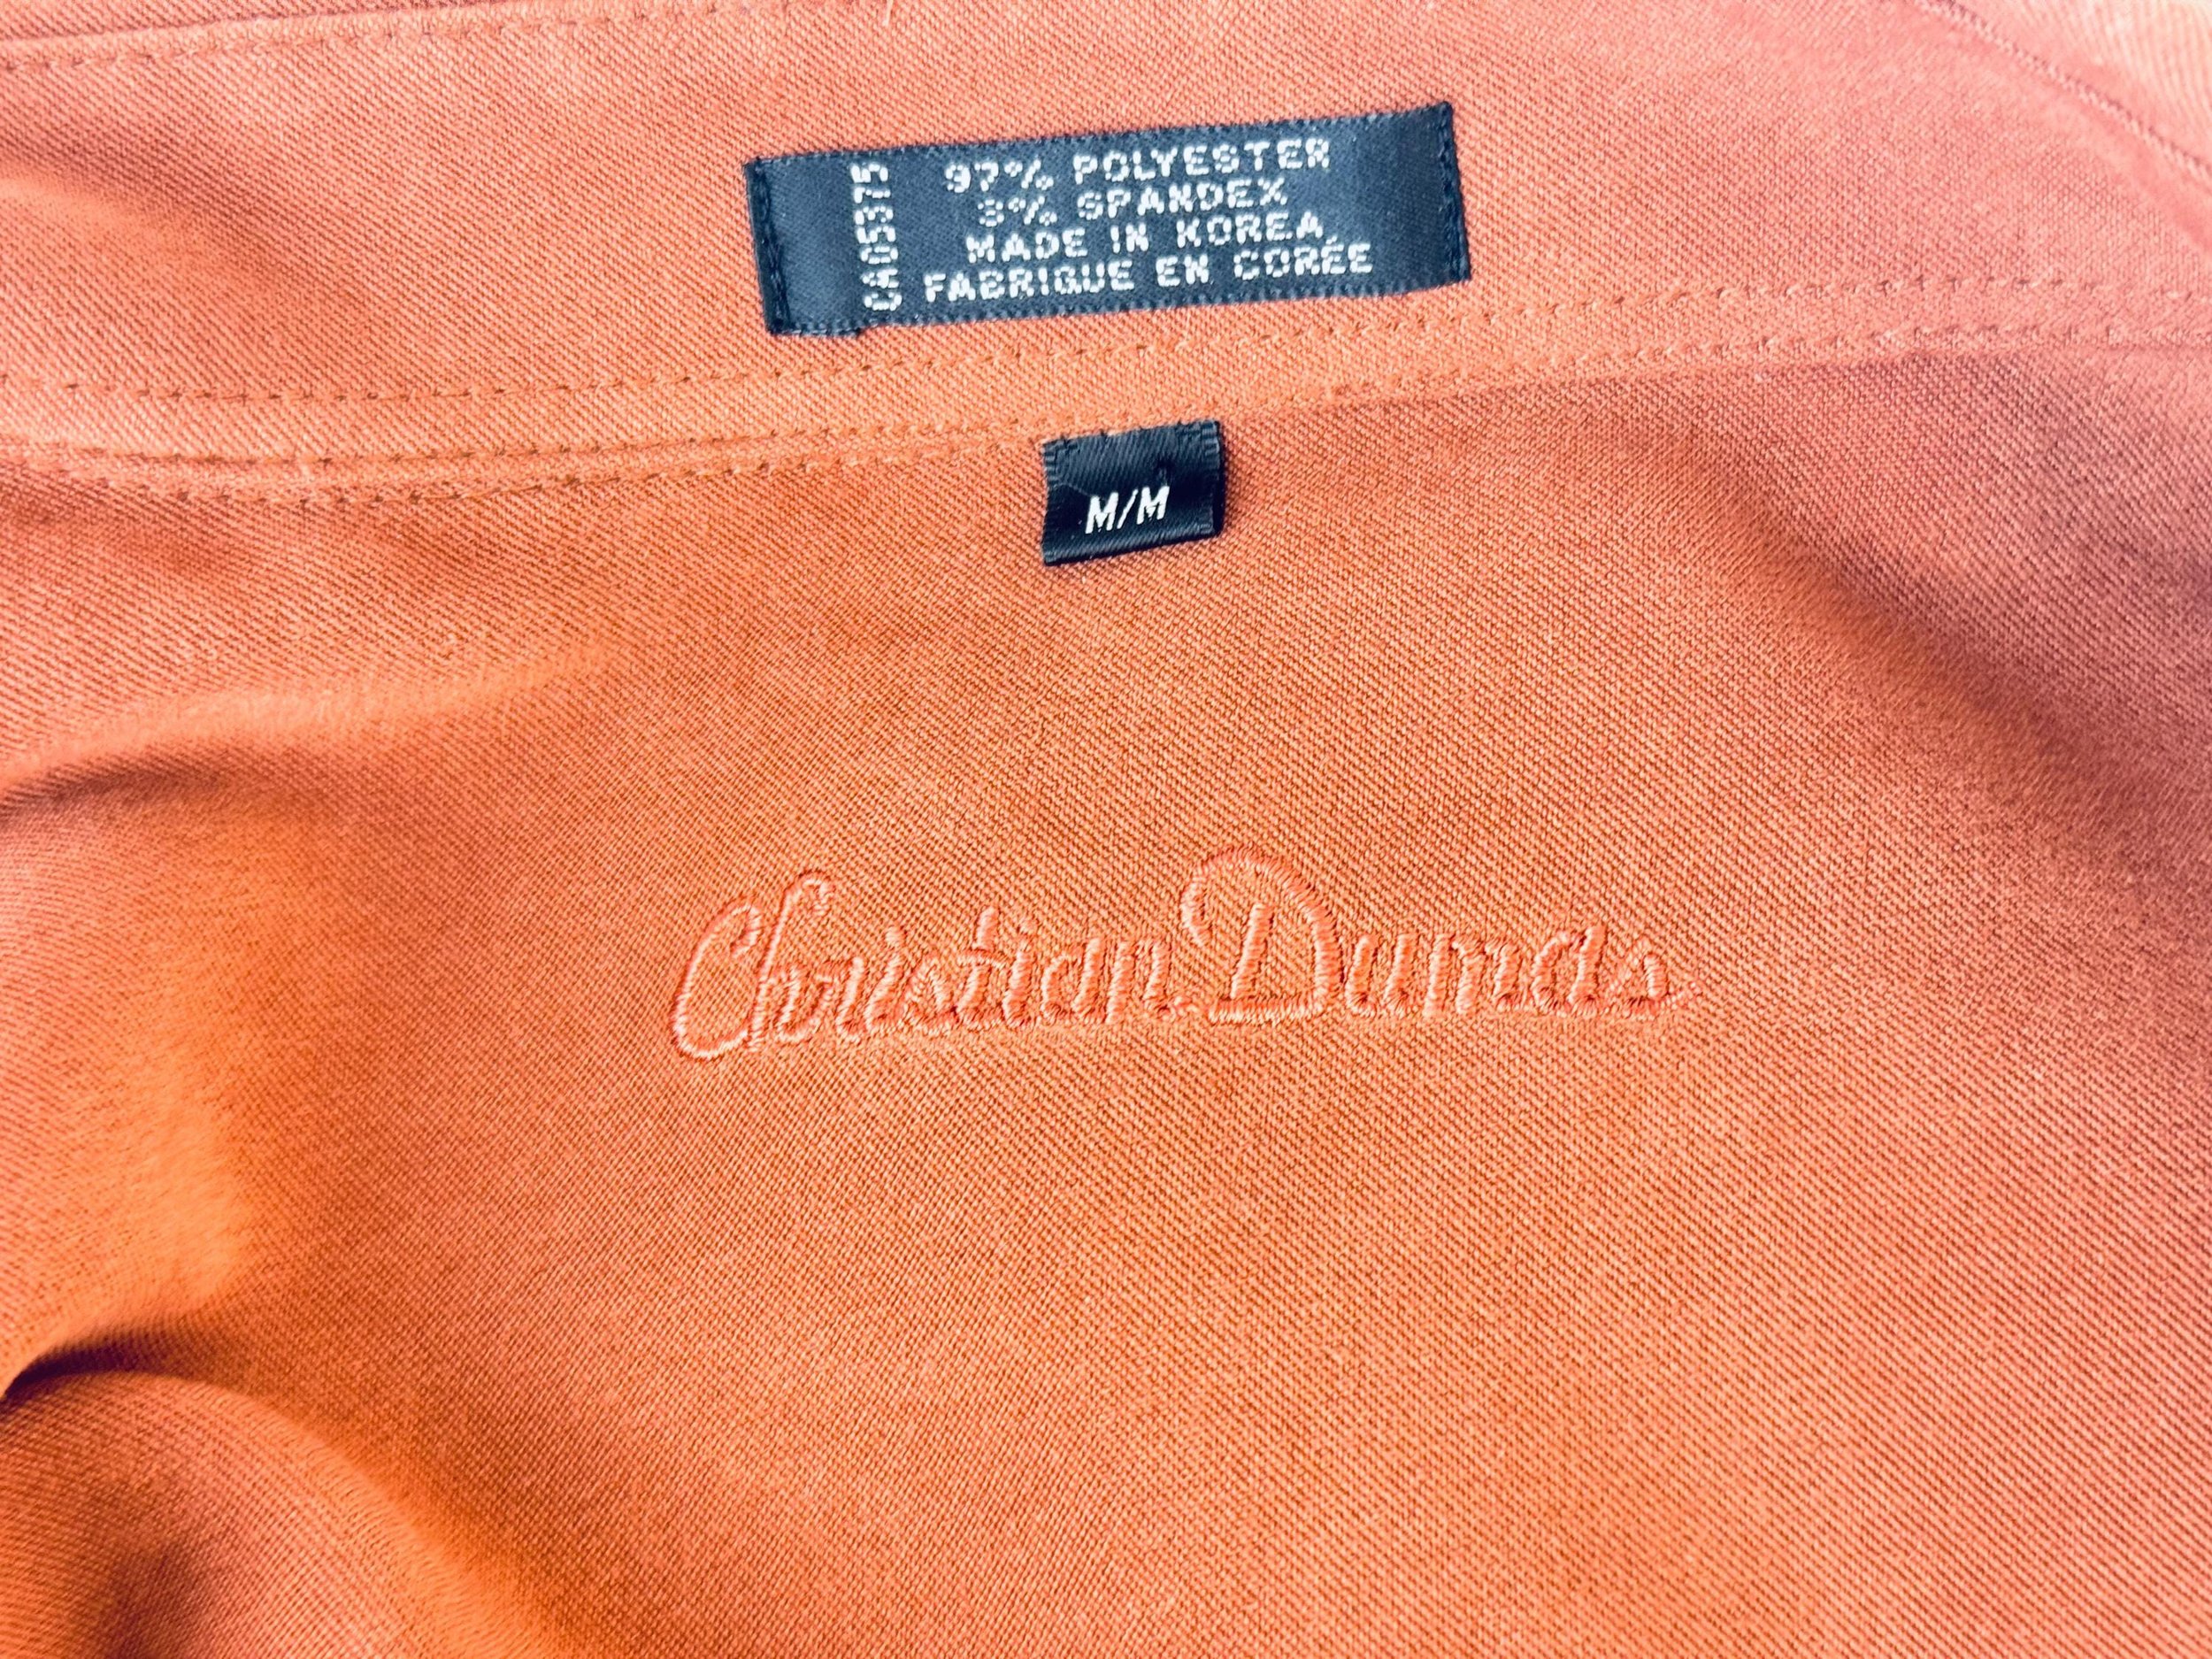 CA05375
97% POLYESTER
3% SPANDEX
MADE IN KOREA
FABRIQUE EN CORÉE
M/M
Christian Dumas